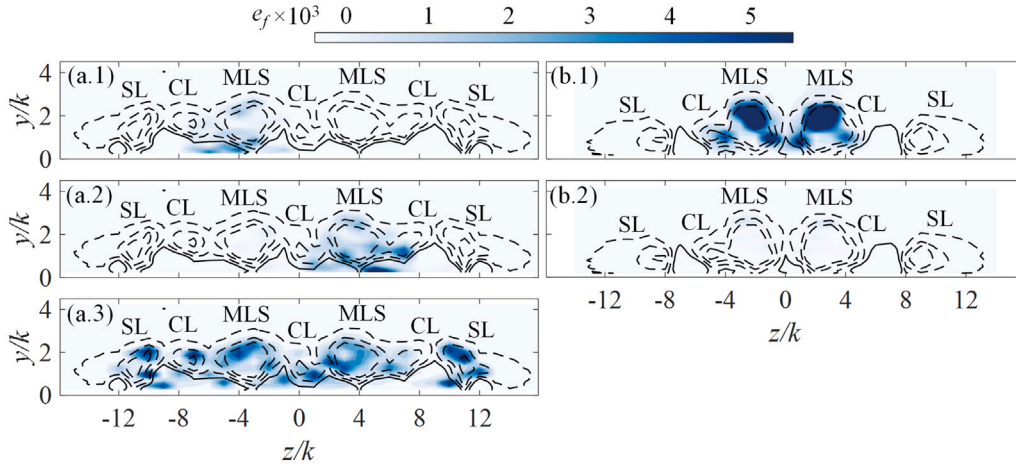 e_f ×10³ 0 1 2 3 4 5
(a.1) SL CL MLS CL MLS CL SL
y/k 4 2 0
(b.1) SL CL MLS MLS CL SL
(a.2) SL CL MLS CL MLS CL SL
y/k 4 2 0
(b.2) SL CL MLS MLS CL SL
-12 -8 -4 0 4 8 12
z/k
(a.3) SL CL MLS CL MLS CL SL
y/k 4 2 0
-12 -8 -4 0 4 8 12
z/k